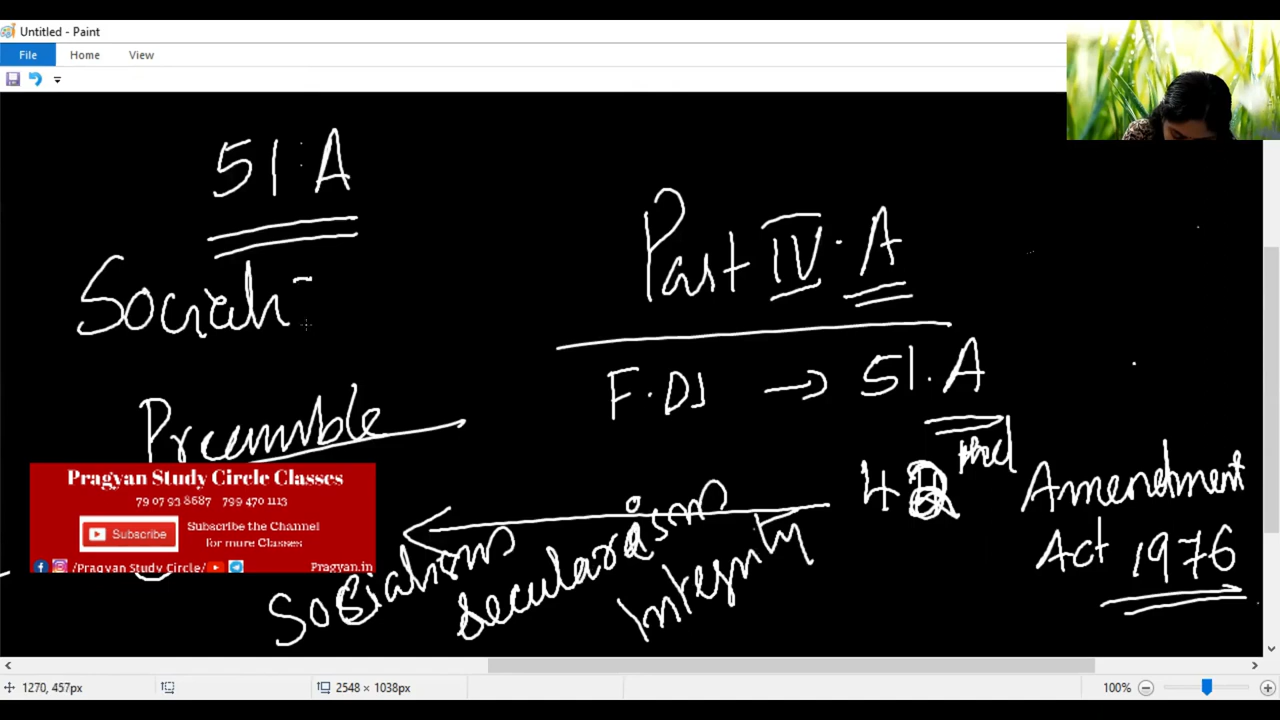 Untitled - Paint
File Home View
51.A
Part IV.A
F.DS → 51.A
Preamble
42nd Amendment
Act 1976
Socialism
secularism
Integrity
Pragyan Study Circle Classes
79 07 93 8687 799 470 1113
Subscribe
Subscribe the Channel
for more Classes
/Pragyan Study Circle/
Pragyan.in
1270, 457px
2548 × 1038px
100%